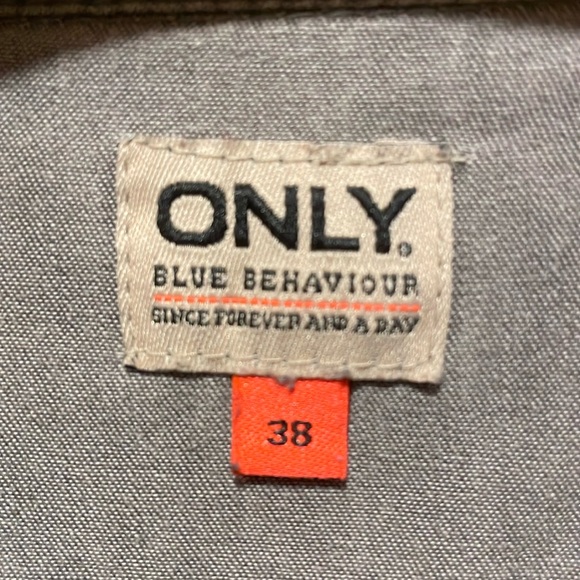 ONLY.
BLUE BEHAVIOUR
SINCE FOREVER AND A DAY
38